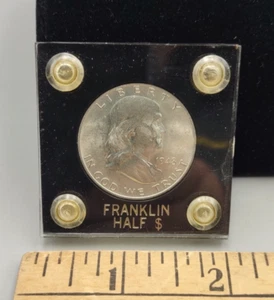 LIBERTY
IN GOD WE TRUST
FRANKLIN
HALF $
1
2